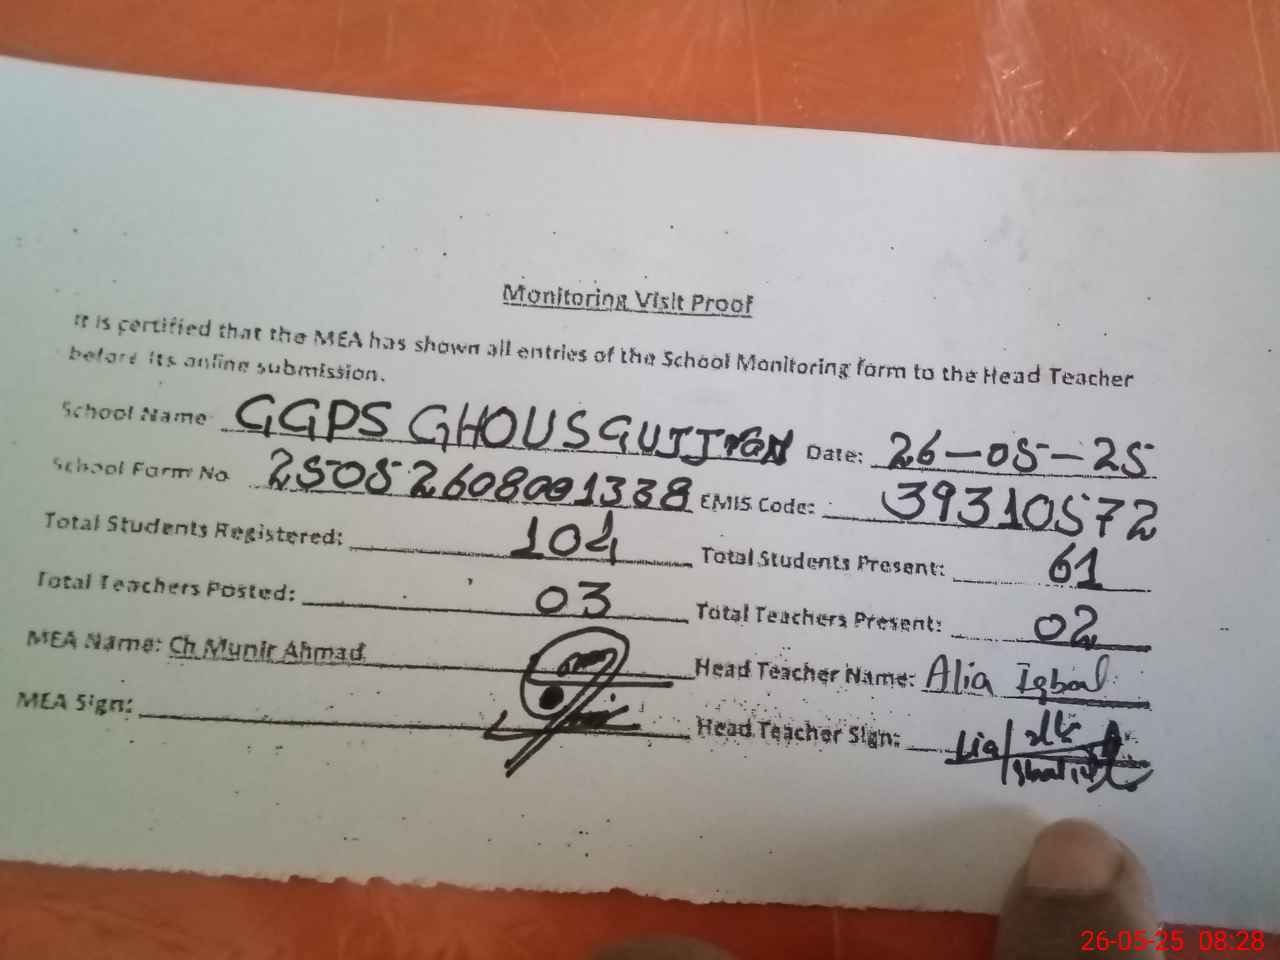 Monitoring Visit Proof
It is certified that the MEA has shown all entries of the School Monitoring form to the Head Teacher
before its online submission.
School Name GGPS GHOUS GUJJRAN Date: 26-05-25
School Form No. 25052608001338 EMIS Code: 39310572
Total Students Registered: 104 Total Students Present: 61
Total Teachers Posted: 03 Total Teachers Present: 02
MEA Name: Ch Munir Ahmad Head Teacher Name: Alia Iqbal
MEA Sign: Head Teacher Sign:
26-05-25 08:28